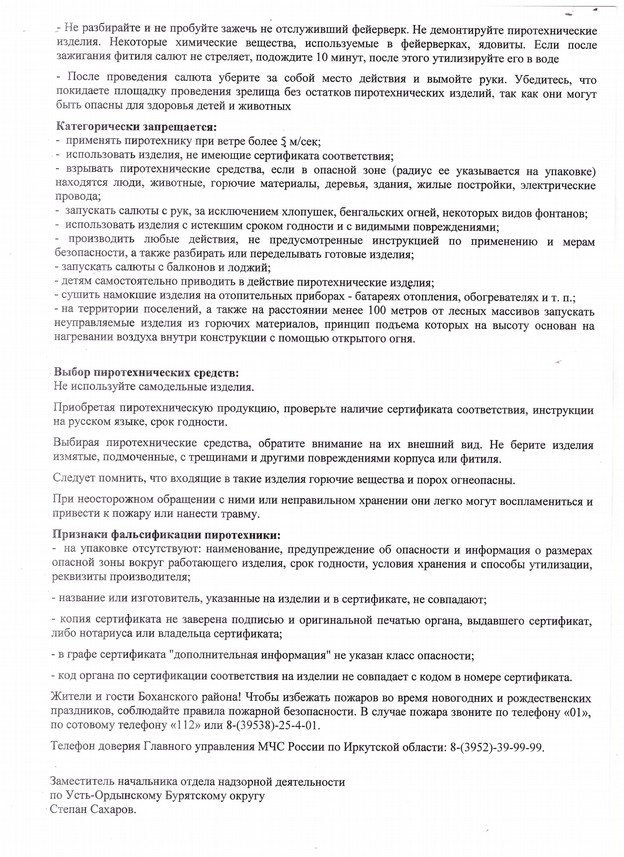 - Не разбирайте и не пробуйте зажечь не отслуживший фейерверк. Не демонтируйте пиротехнические
изделия. Некоторые химические вещества, используемые в фейерверках, ядовиты. Если после
зажигания фитиля салют не стреляет, подождите 10 минут, после этого утилизируйте его в воде
- После проведения салюта уберите за собой место действия и вымойте руки. Убедитесь, что
покидаете площадку проведения зрелища без остатков пиротехнических изделий, так как они могут
быть опасны для здоровья детей и животных
Категорически запрещается:
- применять пиротехнику при ветре более 5 м/сек;
- использовать изделия, не имеющие сертификата соответствия;
- взрывать пиротехнические средства, если в опасной зоне (радиус ее указывается на упаковке)
находятся люди, животные, горючие материалы, деревья, здания, жилые постройки, электрические
провода;
- запускать салюты с рук, за исключением хлопушек, бенгальских огней, некоторых видов фонтанов;
- использовать изделия с истекшим сроком годности и с видимыми повреждениями;
- производить любые действия, не предусмотренные инструкцией по применению и мерам
безопасности, а также разбирать или переделывать готовые изделия;
- запускать салюты с балконов и лоджий;
- детям самостоятельно приводить в действие пиротехнические изделия;
- сушить намокшие изделия на отопительных приборах - батареях отопления, обогревателях и т. п.;
- на территории поселений, а также на расстоянии менее 100 метров от лесных массивов запускать
неуправляемые изделия из горючих материалов, принцип подъема которых на высоту основан на
нагревании воздуха внутри конструкции с помощью открытого огня.
Выбор пиротехнических средств:
Не используйте самодельные изделия.
Приобретая пиротехническую продукцию, проверьте наличие сертификата соответствия, инструкции
на русском языке, срок годности.
Выбирая пиротехнические средства, обратите внимание на их внешний вид. Не берите изделия
измятые, подмоченные, с трещинами и другими повреждениями корпуса или фитиля.
Следует помнить, что входящие в такие изделия горючие вещества и порох огнеопасны.
При неосторожном обращении с ними или неправильном хранении они легко могут воспламениться и
привести к пожару или нанести травму.
Признаки фальсификации пиротехники:
- на упаковке отсутствуют: наименование, предупреждение об опасности и информация о размерах
опасной зоны вокруг работающего изделия, срок годности, условия хранения и способы утилизации,
реквизиты производителя;
- название или изготовитель, указанные на изделии и в сертификате, не совпадают;
- копия сертификата не заверена подписью и оригинальной печатью органа, выдавшего сертификат,
либо нотариуса или владельца сертификата;
- в графе сертификата "дополнительная информация" не указан класс опасности;
- код органа по сертификации соответствия на изделии не совпадает с кодом в номере сертификата.
Жители и гости Боханского района! Чтобы избежать пожаров во время новогодних и рождественских
праздников, соблюдайте правила пожарной безопасности. В случае пожара звоните по телефону «01»,
по сотовому телефону «112» или 8-(39538)-25-4-01.
Телефон доверия Главного управления МЧС России по Иркутской области: 8-(3952)-39-99-99.
Заместитель начальника отдела надзорной деятельности
по Усть-Ордынскому Бурятскому округу
Степан Сахаров.